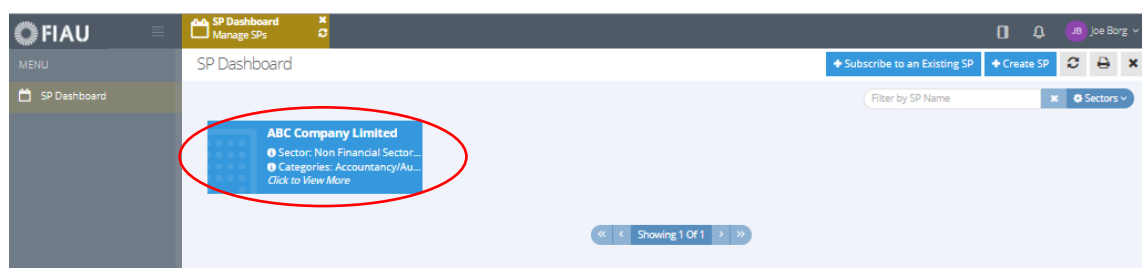 FIAU
SP Dashboard
Manage SPs
JB Joe Borg
MENU
SP Dashboard
Subscribe to an Existing SP
Create SP
SP Dashboard
Filter by SP Name
Sectors
ABC Company Limited
Sector: Non Financial Sector...
Categories: Accountancy/Au...
Click to View More
« < Showing 1 Of 1 > »